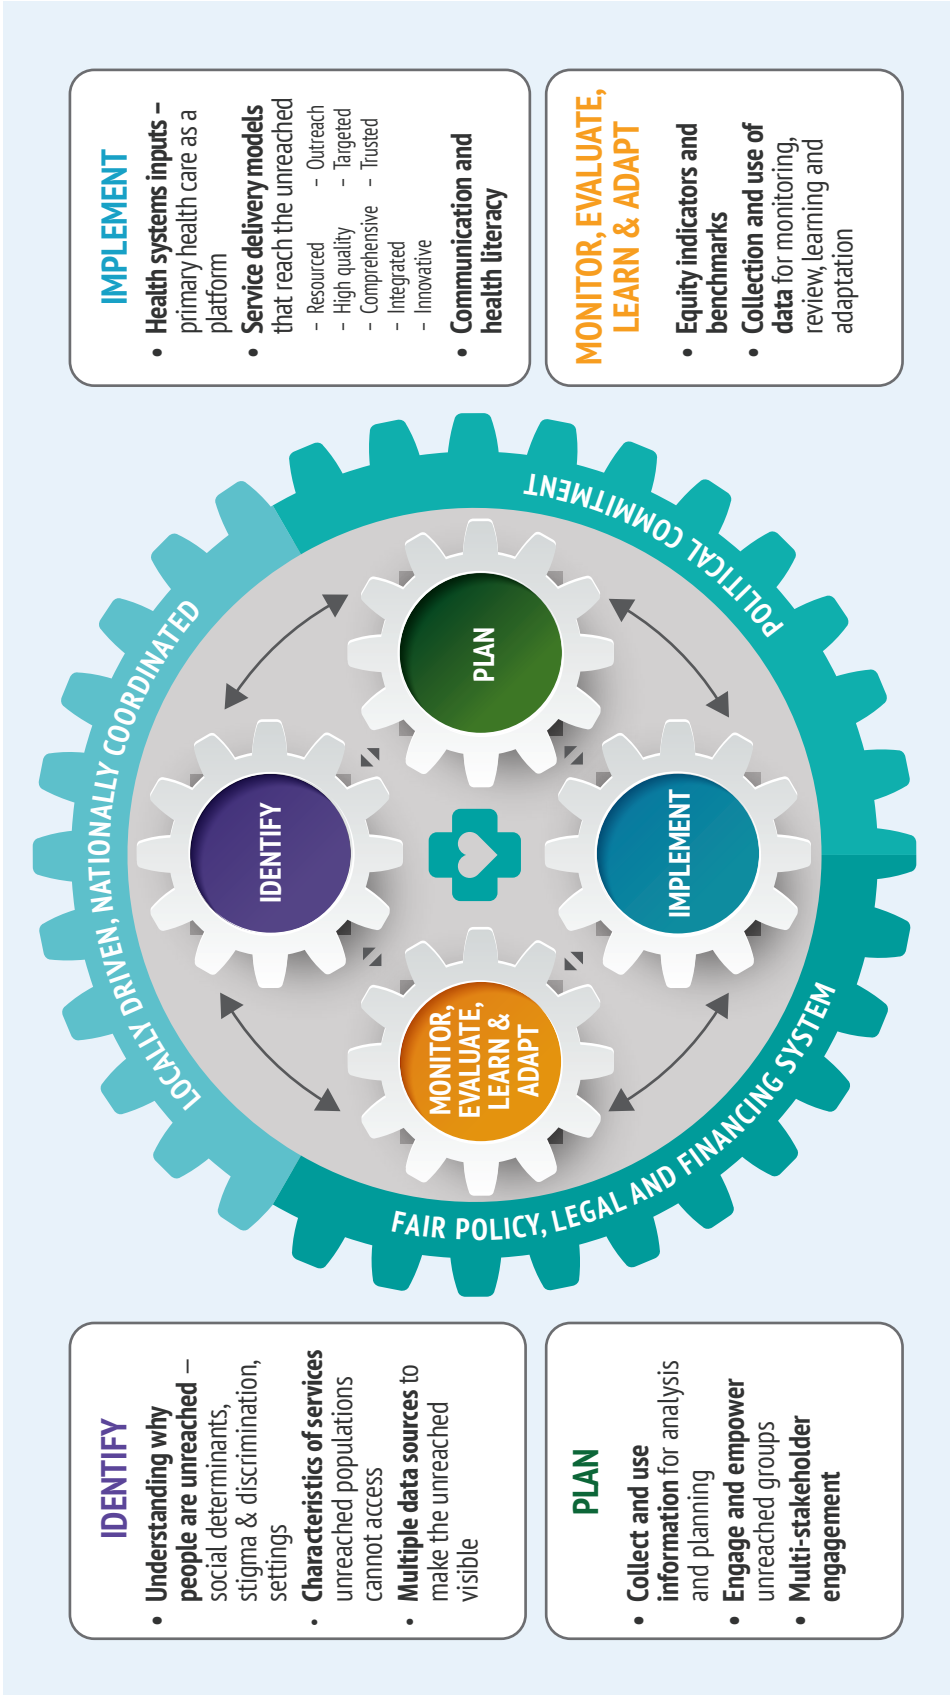 IDENTIFY
• Understanding why
people are unreached –
social determinants,
stigma & discrimination,
settings
• Characteristics of services
unreached populations
cannot access
• Multiple data sources to
make the unreached
visible
PLAN
• Collect and use
information for analysis
and planning
• Engage and empower
unreached groups
• Multi-stakeholder
engagement
LOCALLY DRIVEN, NATIONALLY COORDINATED
FAIR POLICY, LEGAL AND FINANCING SYSTEM
POLITICAL COMMITMENT
IDENTIFY
PLAN
IMPLEMENT
MONITOR,
EVALUATE,
LEARN &
ADAPT
IMPLEMENT
• Health systems inputs –
primary health care as a
platform
• Service delivery models
that reach the unreached
– Resourced – Outreach
– High quality – Targeted
– Comprehensive – Trusted
– Integrated
– Innovative
• Communication and
health literacy
MONITOR, EVALUATE,
LEARN & ADAPT
• Equity indicators and
benchmarks
• Collection and use of
data for monitoring,
review, learning and
adaptation